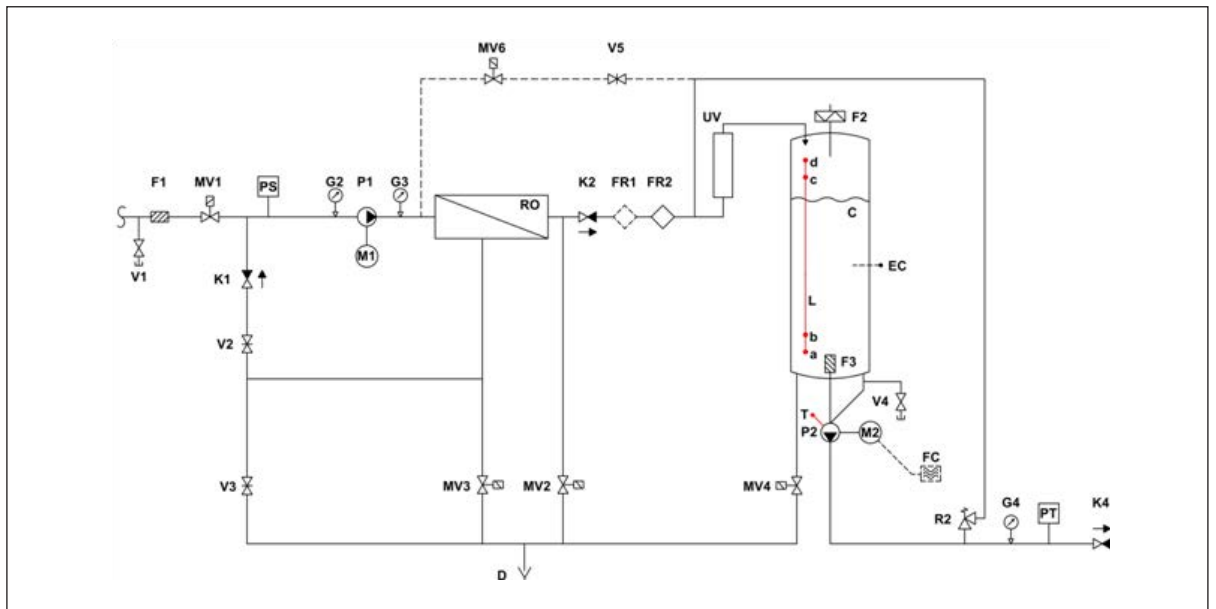 MV6 V5
UV F2
d
F1 MV1 PS G2 P1 G3 K2 FR1 FR2 c
RO C
M1
V1 K1 EC
L
V2 b
a F3
V4
T
P2 M2
FC
V3 MV3 MV2 MV4 G4 PT K4
R2
D